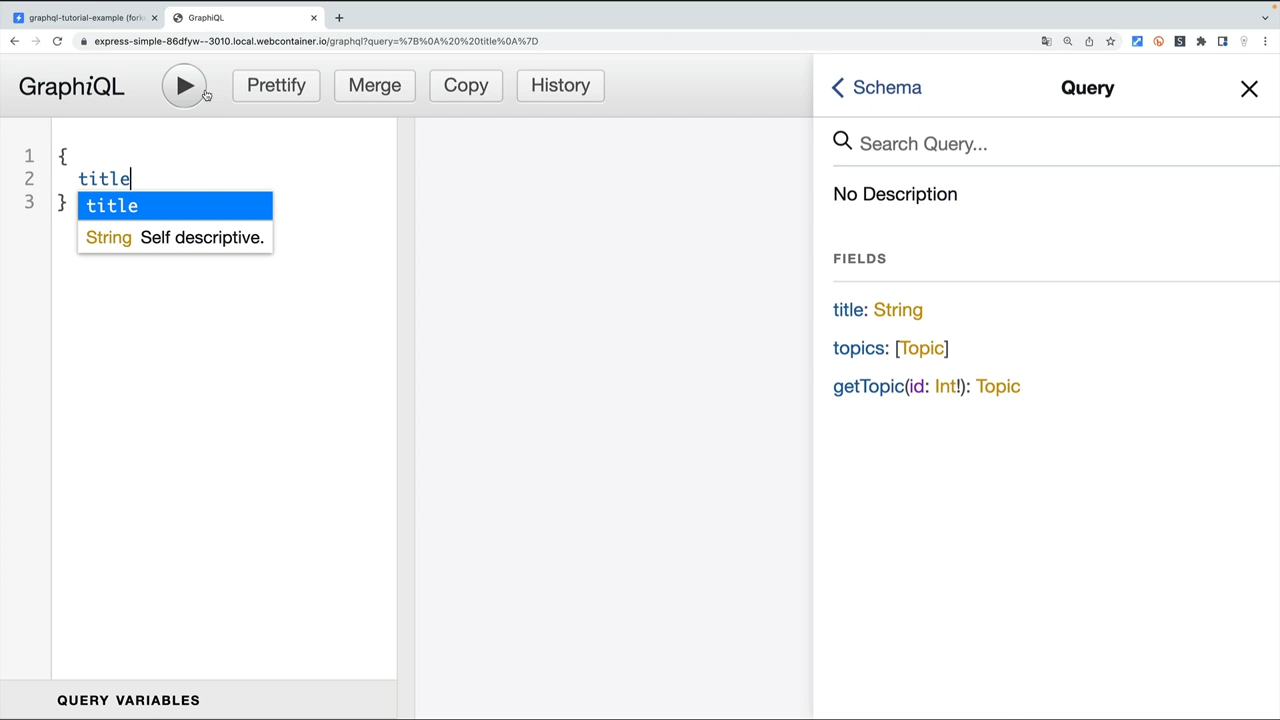 graphql-tutorial-example (fork
GraphiQL
express-simple-86dfyw--3010.local.webcontainer.io/graphql?query=%7B%0A%20%20title%0A%7D
GraphiQL
Prettify
Merge
Copy
History
Schema
Query
1 {
2 title
3 }
title
String Self descriptive.
Search Query...
No Description
FIELDS
title: String
topics: [Topic]
getTopic(id: Int!): Topic
QUERY VARIABLES